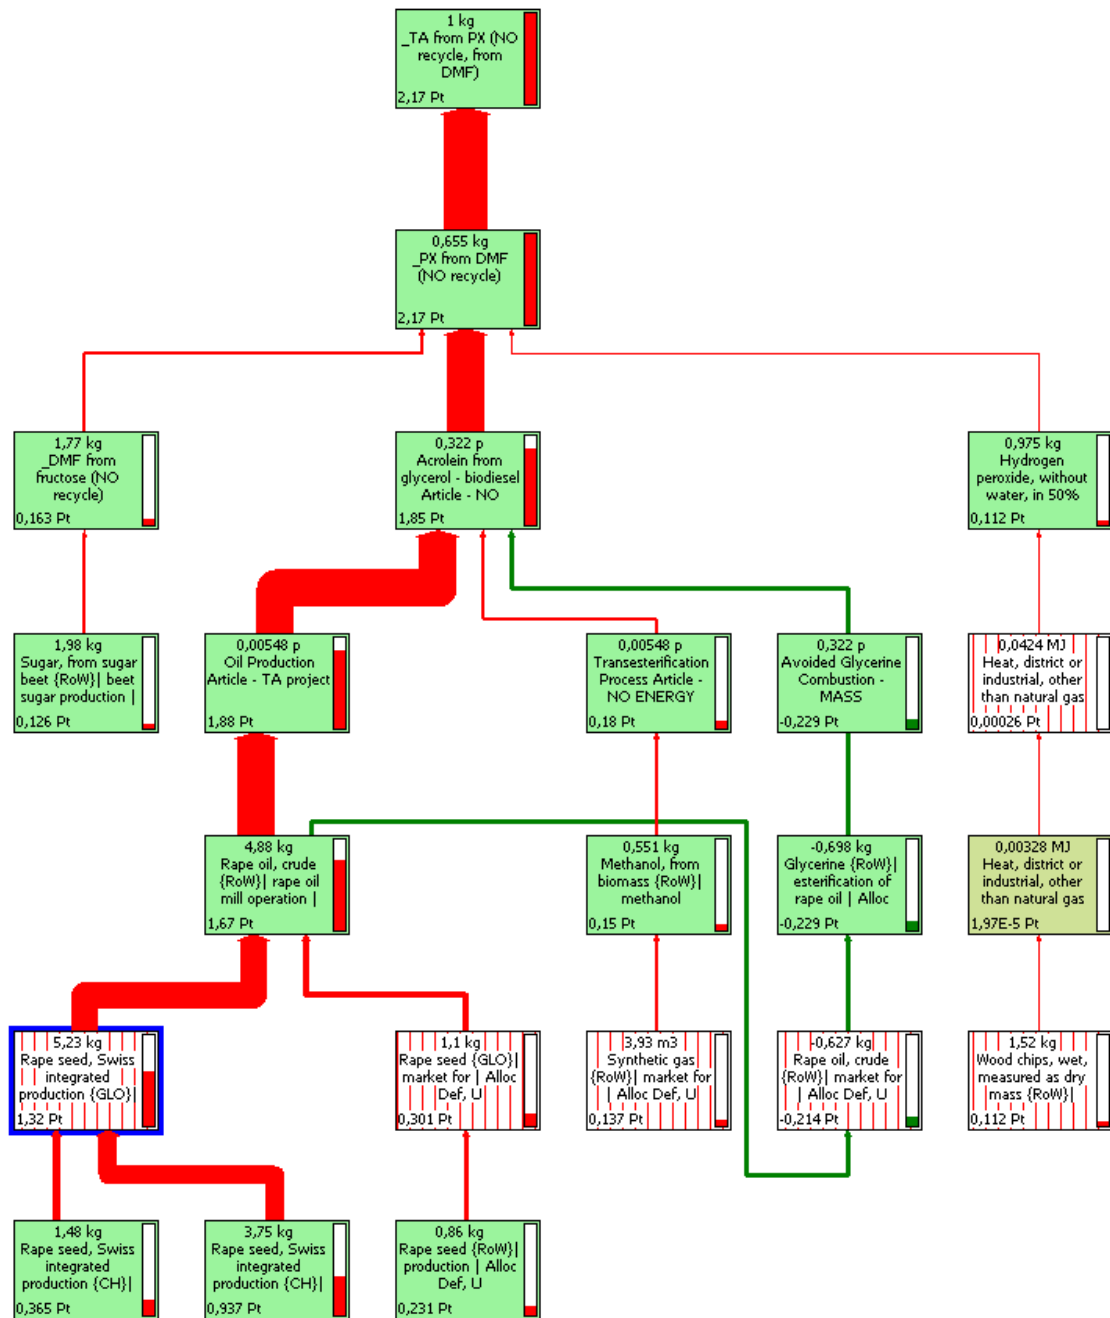 1 kg
_TA from PX (NO
recycle, from
DMF)
2,17 Pt
0,655 kg
_PX from DMF
(NO recycle)
2,17 Pt
1,77 kg
_DMF from
fructose (NO
recycle)
0,163 Pt
0,322 p
Acrolein from
glycerol - biodiesel
Article - NO
1,85 Pt
0,975 kg
Hydrogen
peroxide, without
water, in 50%
0,112 Pt
1,98 kg
Sugar, from sugar
beet {RoW}| beet
sugar production |
0,126 Pt
0,00548 p
Oil Production
Article - TA project
1,88 Pt
0,00548 p
Transesterification
Process Article -
NO ENERGY
0,18 Pt
0,322 p
Avoided Glycerine
Combustion -
MASS
-0,229 Pt
0,0424 MJ
Heat, district or
industrial, other
than natural gas
0,00026 Pt
4,88 kg
Rape oil, crude
{RoW}| rape oil
mill operation |
1,67 Pt
0,551 kg
Methanol, from
biomass {RoW}|
methanol
0,15 Pt
-0,698 kg
Glycerine {RoW}|
esterification of
rape oil | Alloc
-0,229 Pt
0,00328 MJ
Heat, district or
industrial, other
than natural gas
1,97E-5 Pt
5,23 kg
Rape seed, Swiss
integrated
production {GLO}|
1,32 Pt
1,1 kg
Rape seed {GLO}|
market for | Alloc
Def, U
0,301 Pt
3,93 m3
Synthetic gas
{RoW}| market for
| Alloc Def, U
0,137 Pt
-0,627 kg
Rape oil, crude
{RoW}| market for
| Alloc Def, U
-0,214 Pt
1,52 kg
Wood chips, wet,
measured as dry
mass {RoW}|
0,112 Pt
1,48 kg
Rape seed, Swiss
integrated
production {CH}|
0,365 Pt
3,75 kg
Rape seed, Swiss
integrated
production {CH}|
0,937 Pt
0,86 kg
Rape seed {RoW}|
production | Alloc
Def, U
0,231 Pt